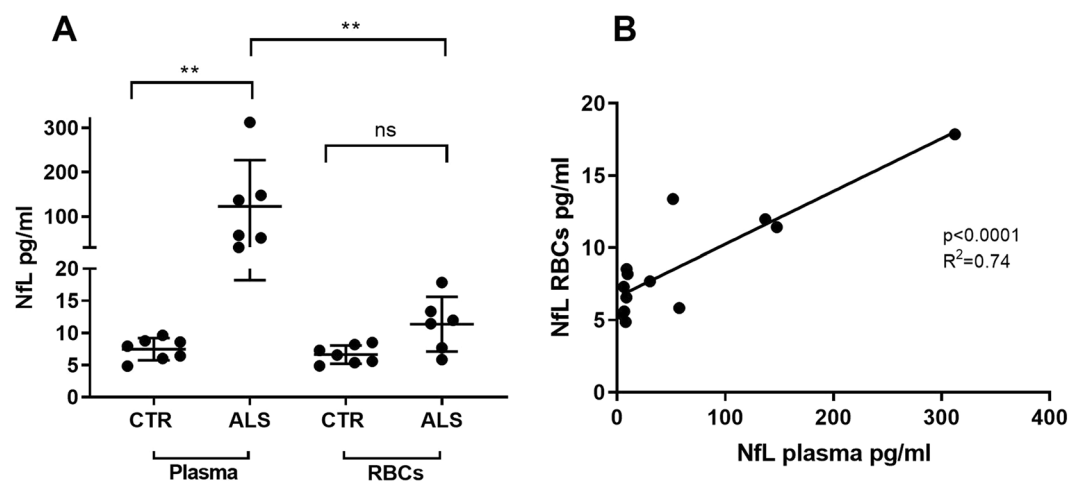 A
**
**
ns
NfL pg/ml
300
200
100
20
15
10
5
0
CTR
ALS
CTR
ALS
Plasma
RBCs
B
NfL RBCs pg/ml
20
15
10
5
0
p<0.0001
R²=0.74
0
100
200
300
400
NfL plasma pg/ml